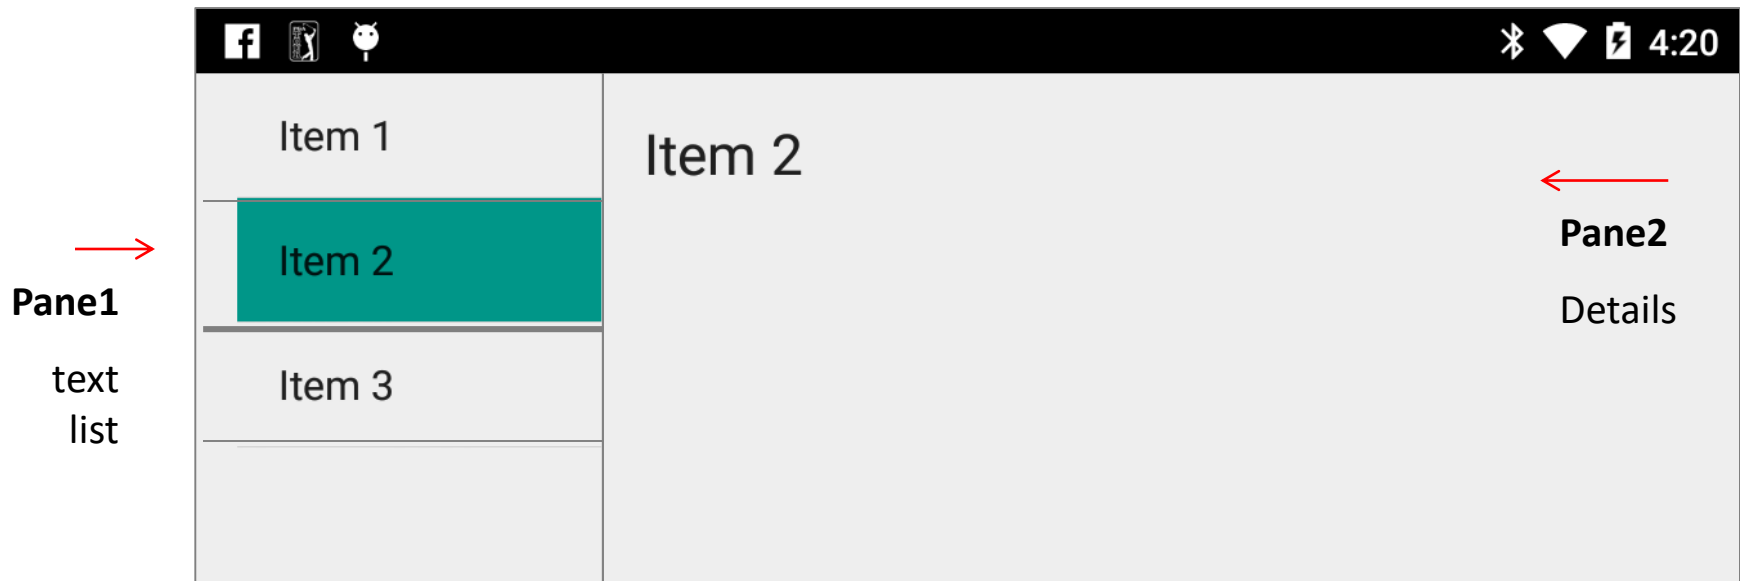 4:20
Item 1
Item 2
Item 3
Item 2
Pane1
text
list
Pane2
Details